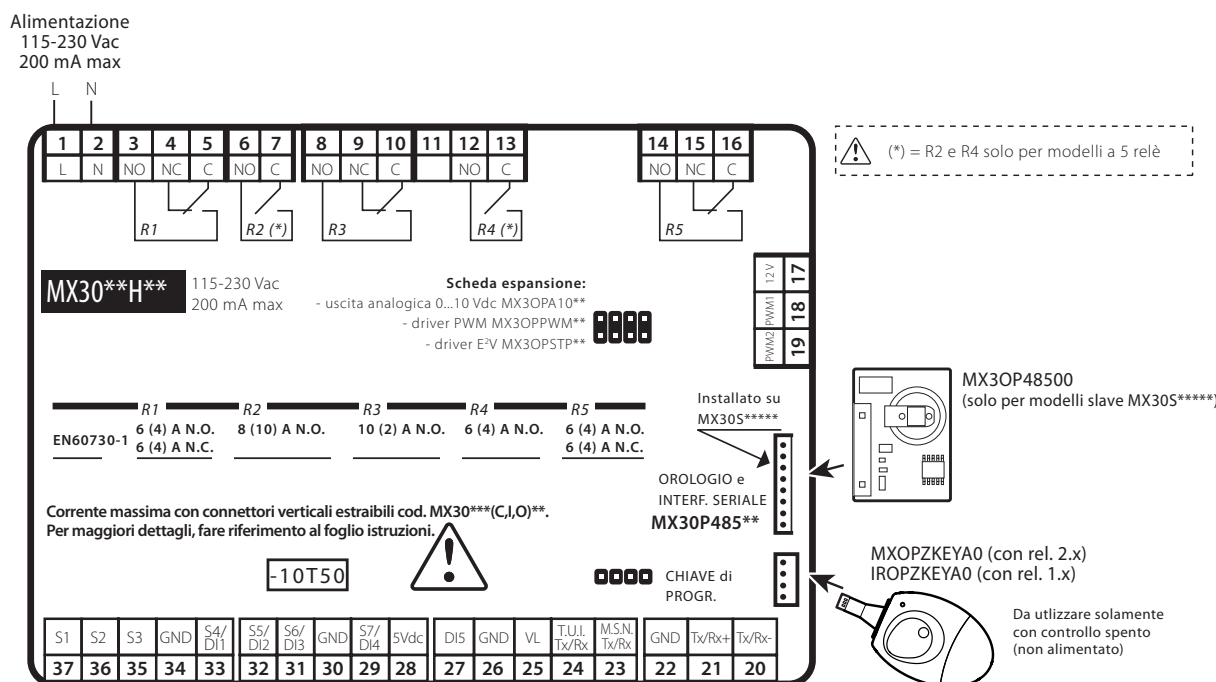 Alimentazione
115-230 Vac
200 mA max
L N
1 2 3 4 5 6 7 8 9 10 11 12 13 14 15 16
L N NO NC C NO C NO NC C NO C NO NC C
R1 R2 (*) R3 R4 (*) R5
(*) = R2 e R4 solo per modelli a 5 relè
MX30**H**
115-230 Vac
200 mA max
Scheda espansione:
- uscita analogica 0...10 Vdc MX3OPA10**
- driver PWM MX3OPPWM**
- driver E²V MX3OPSTP**
12 V 17
PWM1 18
PWM2 19
R1 R2 R3 R4 R5
EN60730-1
6 (4) A N.O. 8 (10) A N.O. 10 (2) A N.O. 6 (4) A N.O. 6 (4) A N.O.
6 (4) A N.C. 6 (4) A N.C.
Installato su
MX30S*****
OROLOGIO e
INTERF. SERIALE
MX30P485**
MX3OP48500
(solo per modelli slave MX30S*****)
Corrente massima con connettori verticali estraibili cod. MX30***(C,I,O)**.
Per maggiori dettagli, fare riferimento al foglio istruzioni.
-10T50
CHIAVE di
PROGR.
MXOPZKEYA0 (con rel. 2.x)
IROPZKEYA0 (con rel. 1.x)
Da utlizzare solamente
con controllo spento
(non alimentato)
S1 S2 S3 GND S4/DI1 S5/DI2 S6/DI3 GND S7/DI4 5Vdc DI5 GND VL T.U.I. Tx/Rx M.S.N. Tx/Rx GND Tx/Rx+ Tx/Rx-
37 36 35 34 33 32 31 30 29 28 27 26 25 24 23 22 21 20